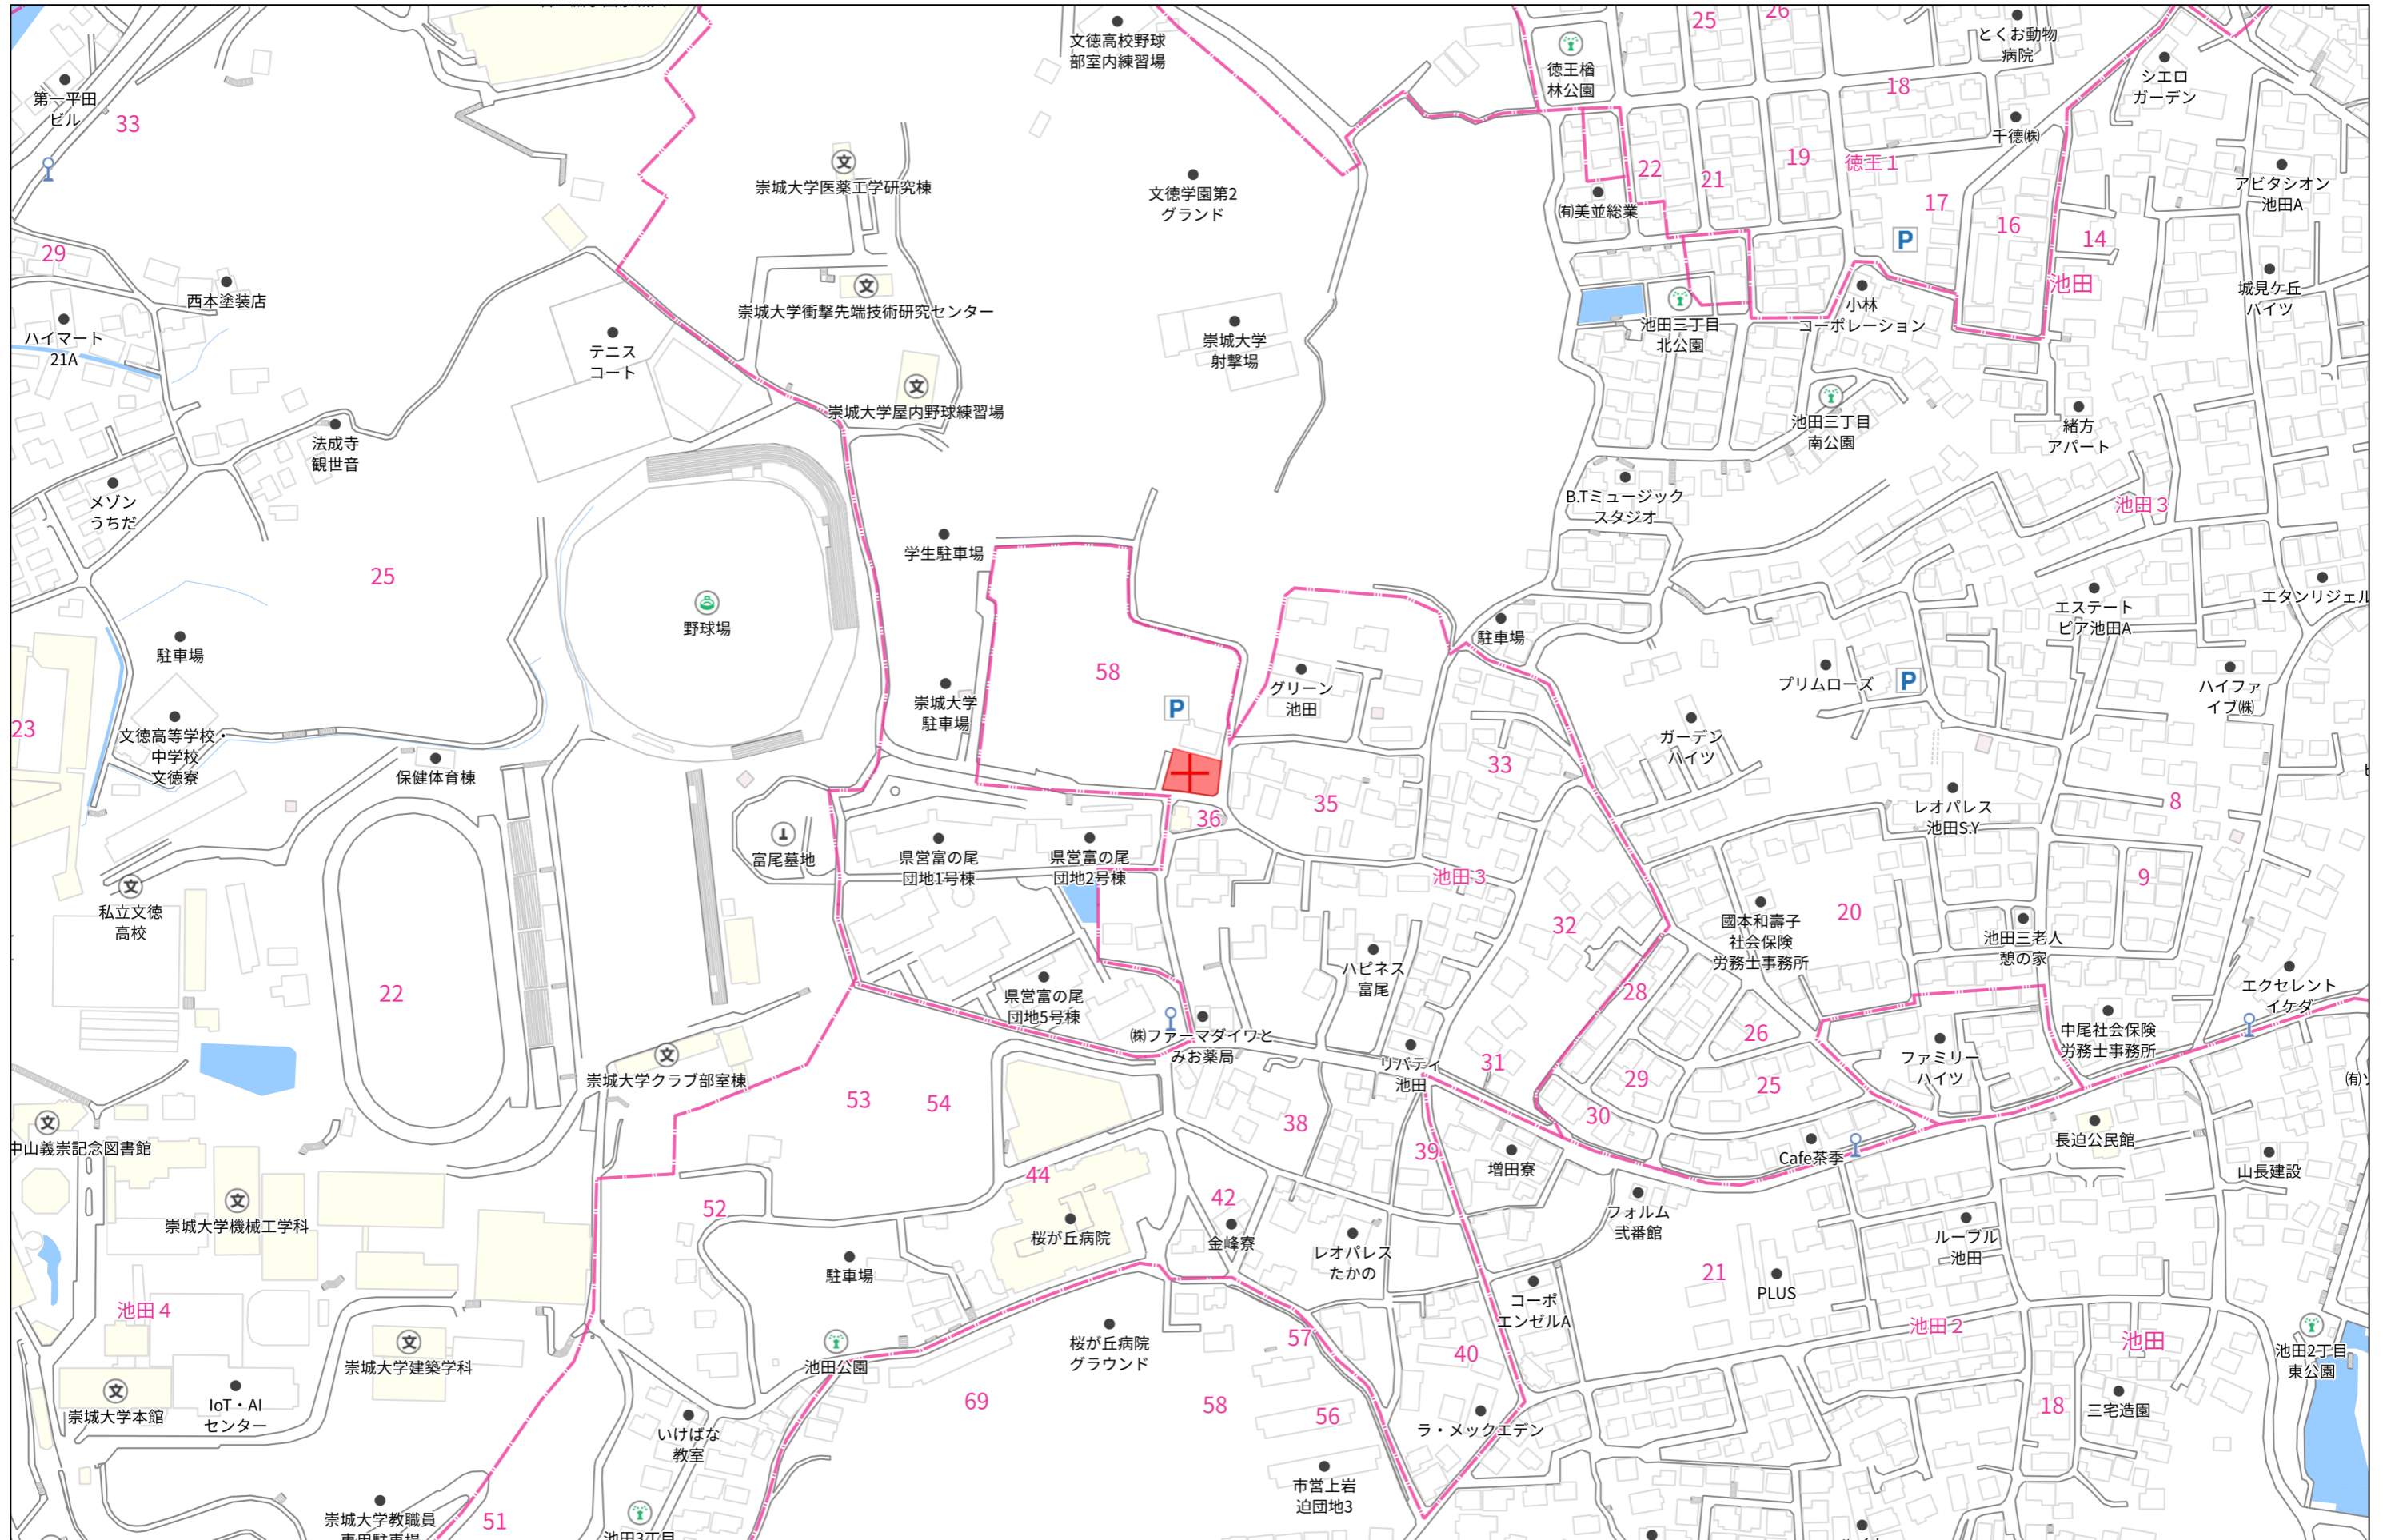 文徳高校野球
部室内練習場
25
26
とくお動物
病院
徳王楢
林公園
シエロ
ガーデン
第一平田
ビル
33
18
千徳㈱
崇城大学医薬工学研究棟
文徳学園第2
グランド
22
21
19
徳王１
17
16
14
アビタシオン
池田A
㈲美並総業
P
29
西本塗装店
崇城大学衝撃先端技術研究センター
池田
城見ケ丘
ハイツ
ハイマート
21A
テニス
コート
崇城大学
射撃場
池田三丁目
北公園
小林
コーポレーション
崇城大学屋内野球練習場
池田三丁目
南公園
緒方
アパート
法成寺
観世音
メゾン
うちだ
B.Tミュージック
スタジオ
池田３
学生駐車場
25
野球場
駐車場
エステート
ピア池田A
エタンリジェル
駐車場
58
グリーン
池田
プリムローズ
P
ハイファ
イブ㈱
崇城大学
駐車場
P
23
文徳高等学校・
中学校
文徳寮
保健体育棟
ガーデン
ハイツ
33
35
36
レオパレス
池田S.Y
8
富尾墓地
県営富の尾
団地1号棟
県営富の尾
団地2号棟
池田３
9
私立文徳
高校
32
國本和壽子
社会保険
労務士事務所
20
池田三老人
憩の家
22
ハピネス
富尾
28
エクセレント
イケダ
県営富の尾
団地5号棟
㈱ファーマダイワと
みお薬局
26
中尾社会保険
労務士事務所
リバティ
池田
31
ファミリー
ハイツ
崇城大学クラブ部室棟
53
54
29
25
30
38
39
中山義崇記念図書館
増田寮
Cafe茶季
長迫公民館
山長建設
44
52
42
崇城大学機械工学科
桜が丘病院
金峰寮
レオパレス
たかの
フォルム
弐番館
ルーブル
池田
駐車場
21
PLUS
池田４
コーポ
エンゼルA
池田２
池田
桜が丘病院
グラウンド
57
40
崇城大学建築学科
池田公園
池田2丁目
東公園
崇城大学本館
IoT・AI
センター
69
58
56
ラ・メックエデン
18
三宅造園
いけばな
教室
市営上岩
迫団地3
崇城大学教職員
51